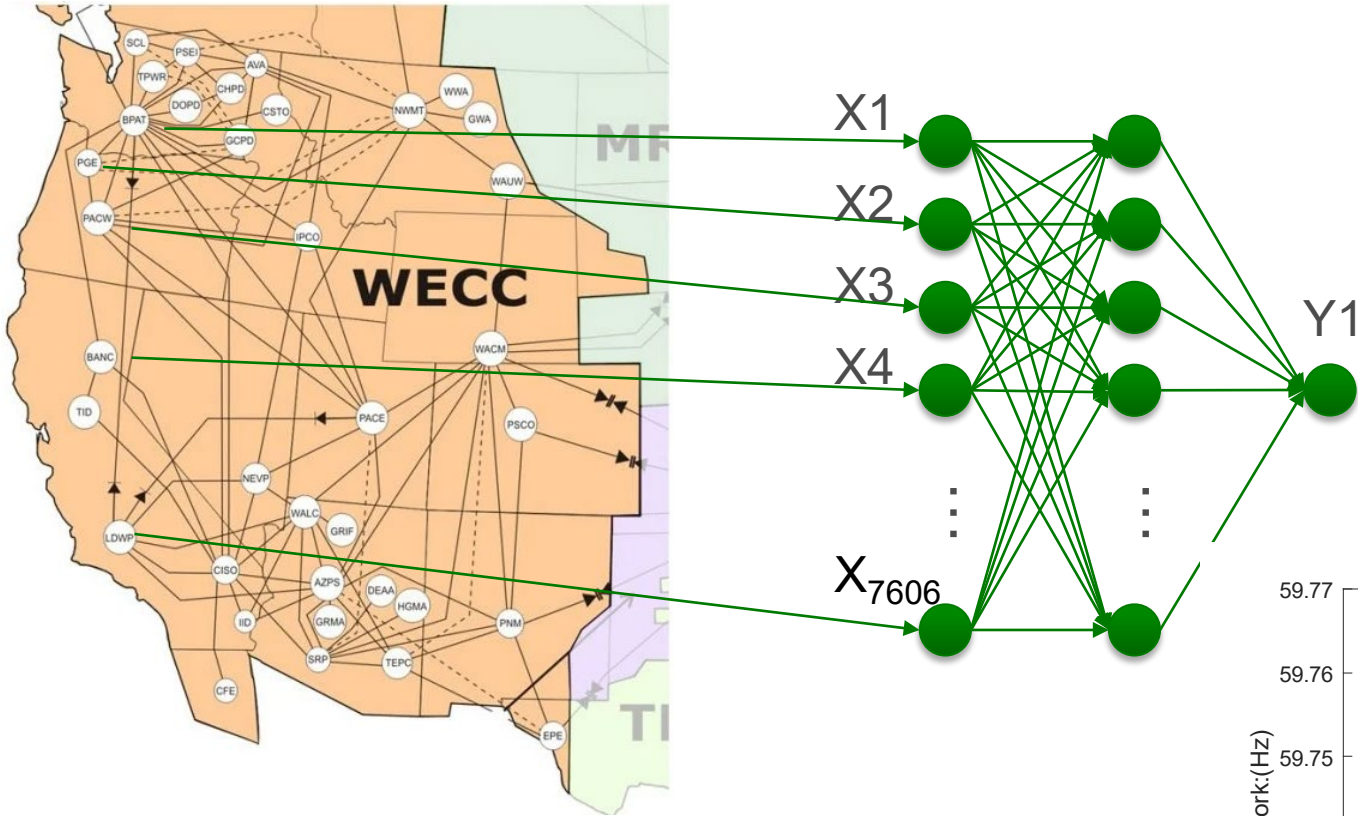 SCL
PSEI
AVA
TPWR
CHPD
DOPD
CSTO
BPAT
GCPD
NWMT
WWA
GWA
PGE
WAUW
PACW
IPCO
WECC
WACM
BANC
TID
PACE
PSCO
NEVP
WALC
GRIF
LDWP
CISO
AZPS
DEAA
HGMA
IID
GRMA
PNM
SRP
TEPC
CFE
EPE
MR
X1
X2
X3
X4
X7606
Y1
59.77
59.76
59.75
ork:(Hz)